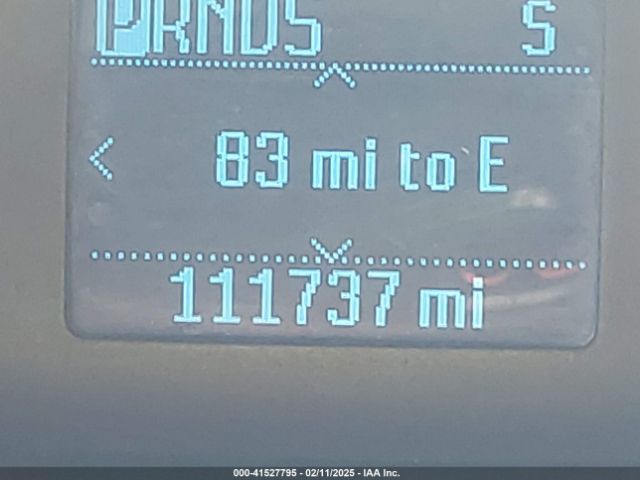 PRNDS S
< 83 mi to E
111737 mi
000-41527795 - 02/11/2025 - IAA Inc.